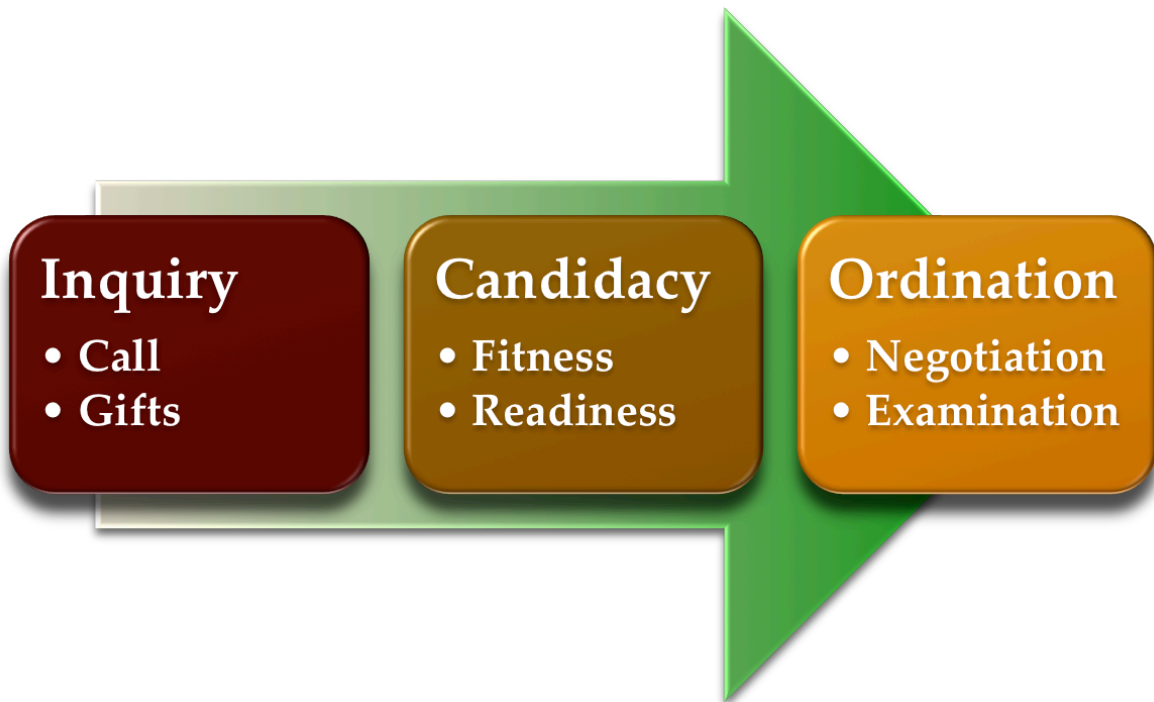 Inquiry
• Call
• Gifts
Candidacy
• Fitness
• Readiness
Ordination
• Negotiation
• Examination